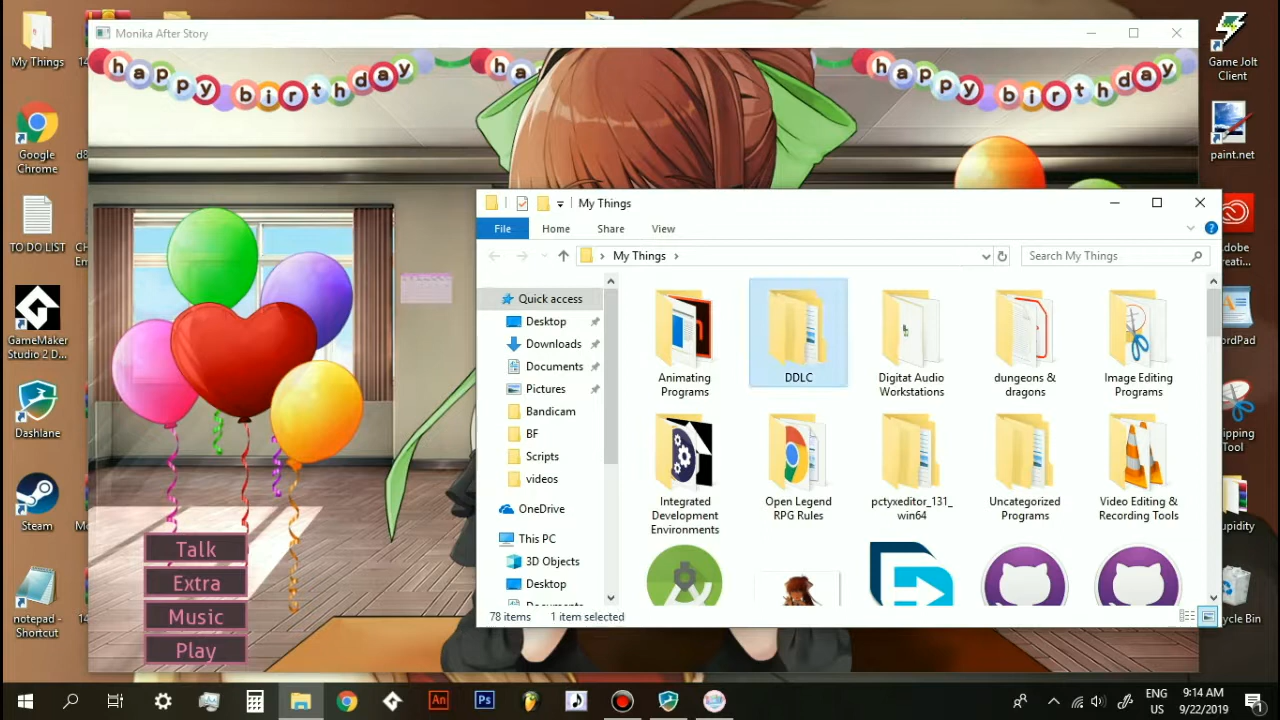 My Things
Google
Chrome
TO DO LIST
GameMaker
Studio 2 D...
Dashlane
Steam
notepad -
Shortcut
Monika After Story
happy birthday
happy birthday
Talk
Extra
Music
Play
My Things
File Home Share View
My Things
Search My Things
Quick access
Desktop
Downloads
Documents
Pictures
Bandicam
BF
Scripts
videos
OneDrive
This PC
3D Objects
Desktop
Animating
Programs
DDLC
Digitat Audio
Workstations
dungeons &
dragons
Image Editing
Programs
Integrated
Development
Environments
Open Legend
RPG Rules
pctyxeditor_131_
win64
Uncategorized
Programs
Video Editing &
Recording Tools
78 items 1 item selected
Game Jolt
Client
paint.net
An
Ps
ENG
US
9:14 AM
9/22/2019
1